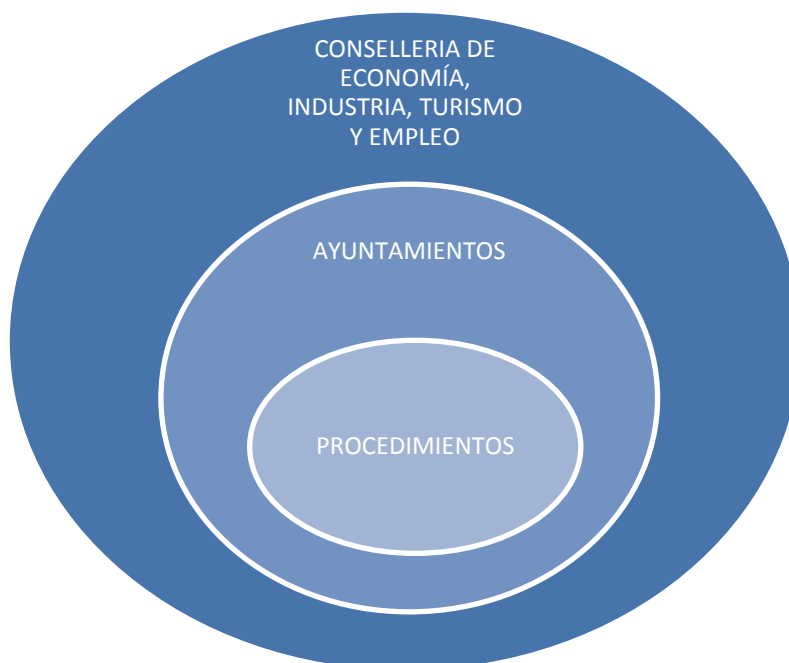 CONSELLERIA DE
ECONOMÍA,
INDUSTRIA, TURISMO
Y EMPLEO
AYUNTAMIENTOS
PROCEDIMIENTOS